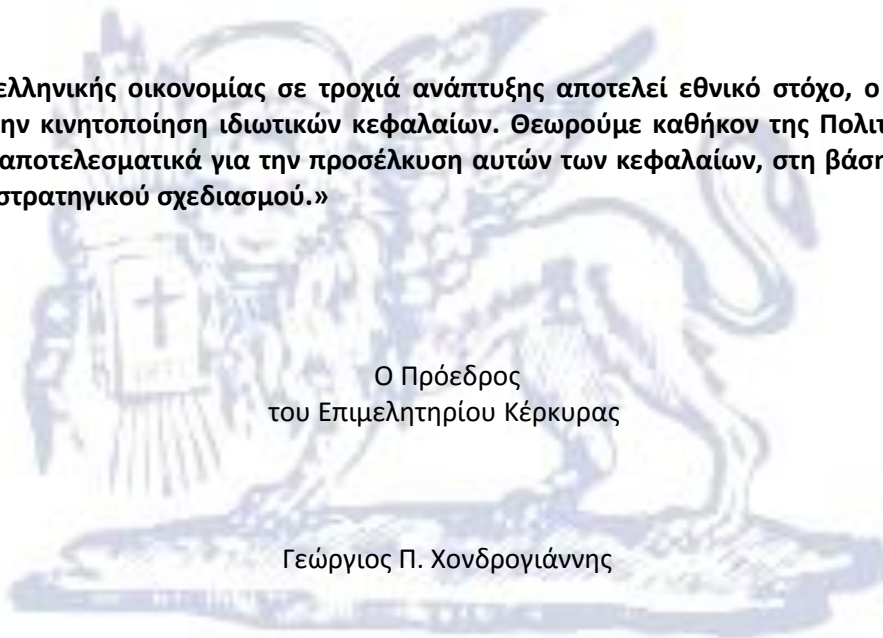 ελληνικής οικονομίας σε τροχιά ανάπτυξης αποτελεί εθνικό στόχο, ο
ην κινητοποίηση ιδιωτικών κεφαλαίων. Θεωρούμε καθήκον της Πολιτ
αποτελεσματικά για την προσέλκυση αυτών των κεφαλαίων, στη βάση
στρατηγικού σχεδιασμού.»
Ο Πρόεδρος
του Επιμελητηρίου Κέρκυρας
Γεώργιος Π. Χονδρογιάννης